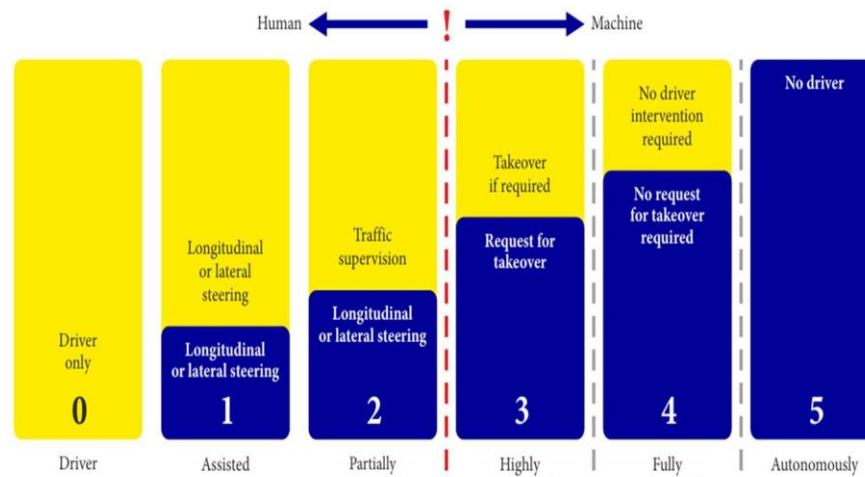 Human
!
Machine
Driver
only
0
Driver
Longitudinal
or lateral
steering
Longitudinal
or lateral steering
1
Assisted
Traffic
supervision
Longitudinal
or lateral steering
2
Partially
Takeover
if required
Request for
takeover
3
Highly
No driver
intervention
required
No request
for takeover
required
4
Fully
No driver
5
Autonomously